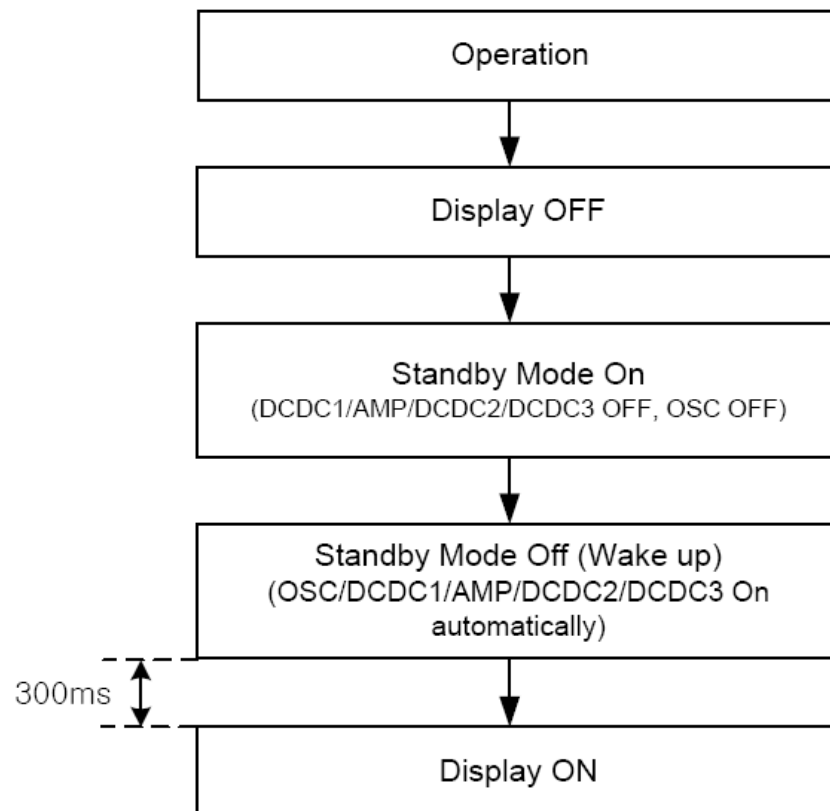 Operation
Display OFF
Standby Mode On
(DCDC1/AMP/DCDC2/DCDC3 OFF, OSC OFF)
Standby Mode Off (Wake up)
(OSC/DCDC1/AMP/DCDC2/DCDC3 On
automatically)
300ms
Display ON